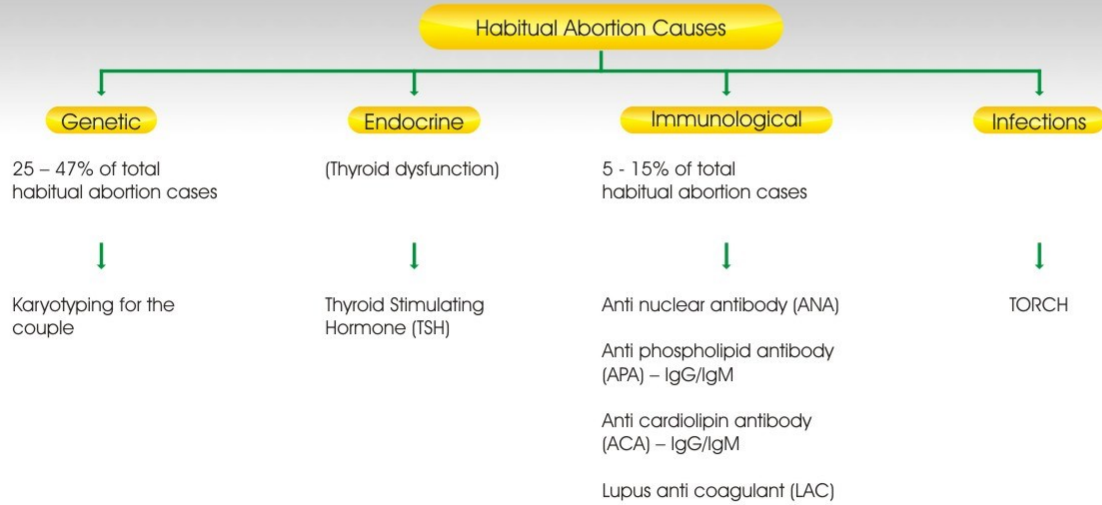 Habitual Abortion Causes
Genetic
25 – 47% of total
habitual abortion cases
Karyotyping for the
couple
Endocrine
(Thyroid dysfunction)
Thyroid Stimulating
Hormone (TSH)
Immunological
5 - 15% of total
habitual abortion cases
Anti nuclear antibody (ANA)
Anti phospholipid antibody
(APA) – IgG/IgM
Anti cardiolipin antibody
(ACA) – IgG/IgM
Lupus anti coagulant (LAC)
Infections
TORCH